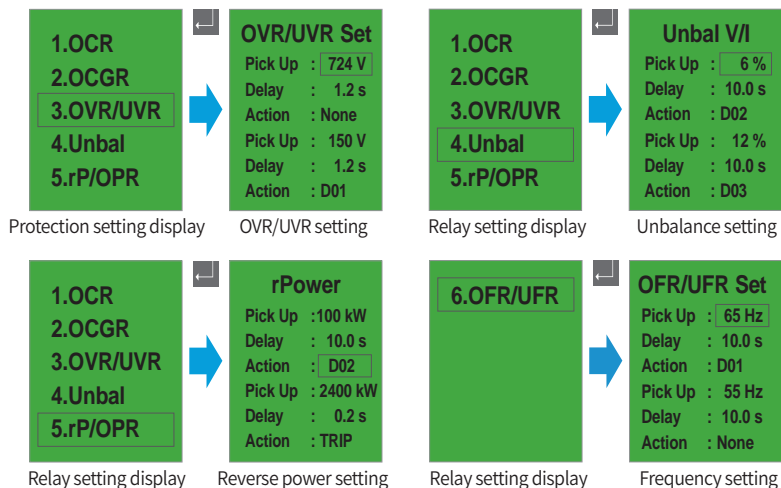 1.OCR
2.OCGR
3.OVR/UVR
4.Unbal
5.rP/OPR
Protection setting display
OVR/UVR Set
Pick Up : 724 V
Delay : 1.2 s
Action : None
Pick Up : 150 V
Delay : 1.2 s
Action : D01
OVR/UVR setting
1.OCR
2.OCGR
3.OVR/UVR
4.Unbal
5.rP/OPR
Relay setting display
Unbal V/I
Pick Up : 6 %
Delay : 10.0 s
Action : D02
Pick Up : 12 %
Delay : 10.0 s
Action : D03
Unbalance setting
1.OCR
2.OCGR
3.OVR/UVR
4.Unbal
5.rP/OPR
Relay setting display
rPower
Pick Up :100 kW
Delay : 10.0 s
Action : D02
Pick Up : 2400 kW
Delay : 0.2 s
Action : TRIP
Reverse power setting
6.OFR/UFR
Relay setting display
OFR/UFR Set
Pick Up : 65 Hz
Delay : 10.0 s
Action : D01
Pick Up : 55 Hz
Delay : 10.0 s
Action : None
Frequency setting